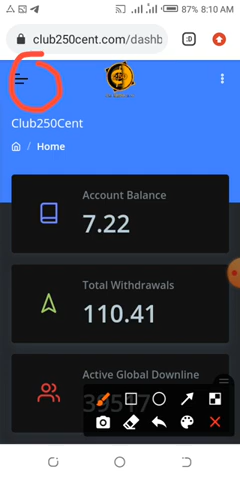 87% 8:10 AM
club250cent.com/dashb
:D
Club250Cent
/ Home
Account Balance
7.22
Total Withdrawals
110.41
Active Global Downline
39517